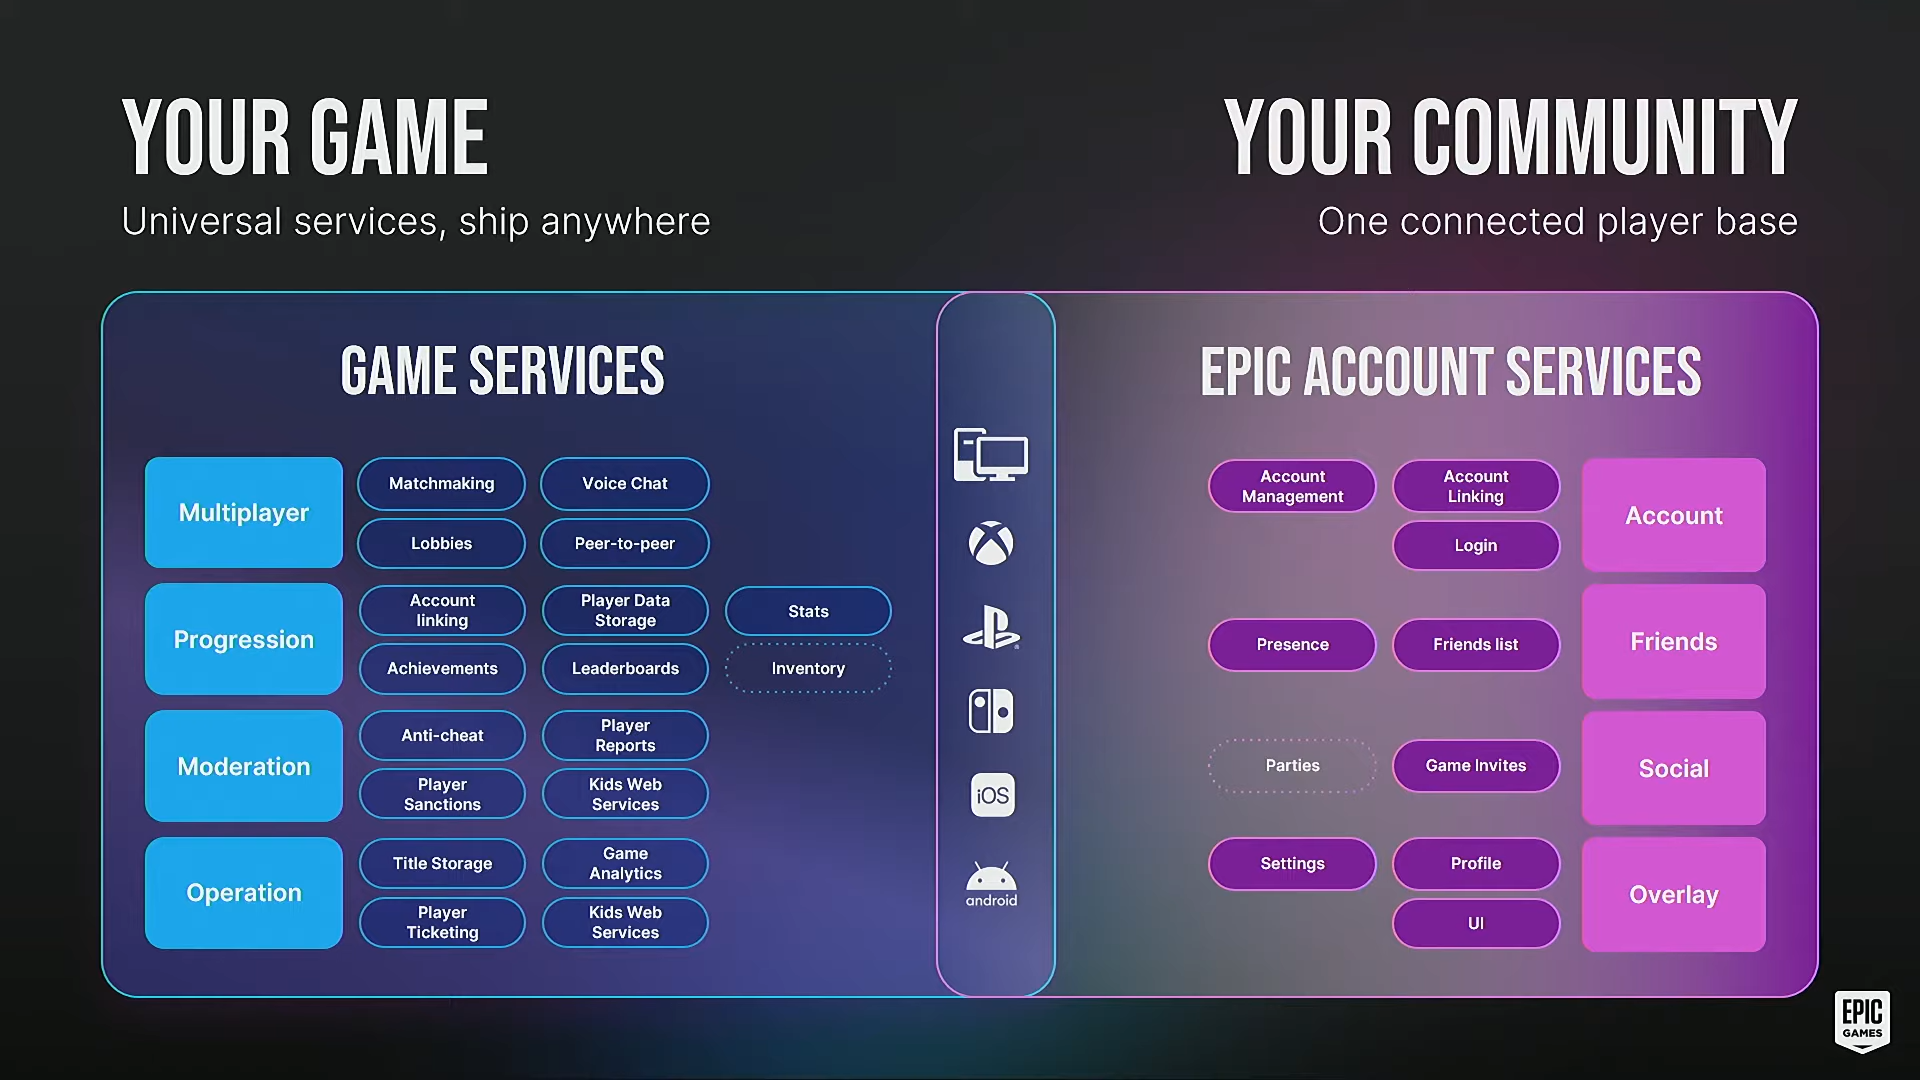 YOUR GAME
Universal services, ship anywhere
YOUR COMMUNITY
One connected player base
GAME SERVICES
Multiplayer
Matchmaking
Voice Chat
Lobbies
Peer-to-peer
Progression
Account
linking
Player Data
Storage
Stats
Achievements
Leaderboards
Inventory
Moderation
Anti-cheat
Player
Reports
Player
Sanctions
Kids Web
Services
Operation
Title Storage
Game
Analytics
Player
Ticketing
Kids Web
Services
iOS
android
EPIC ACCOUNT SERVICES
Account
Management
Account
Linking
Login
Account
Presence
Friends list
Friends
Parties
Game Invites
Social
Settings
Profile
UI
Overlay
EPIC
GAMES